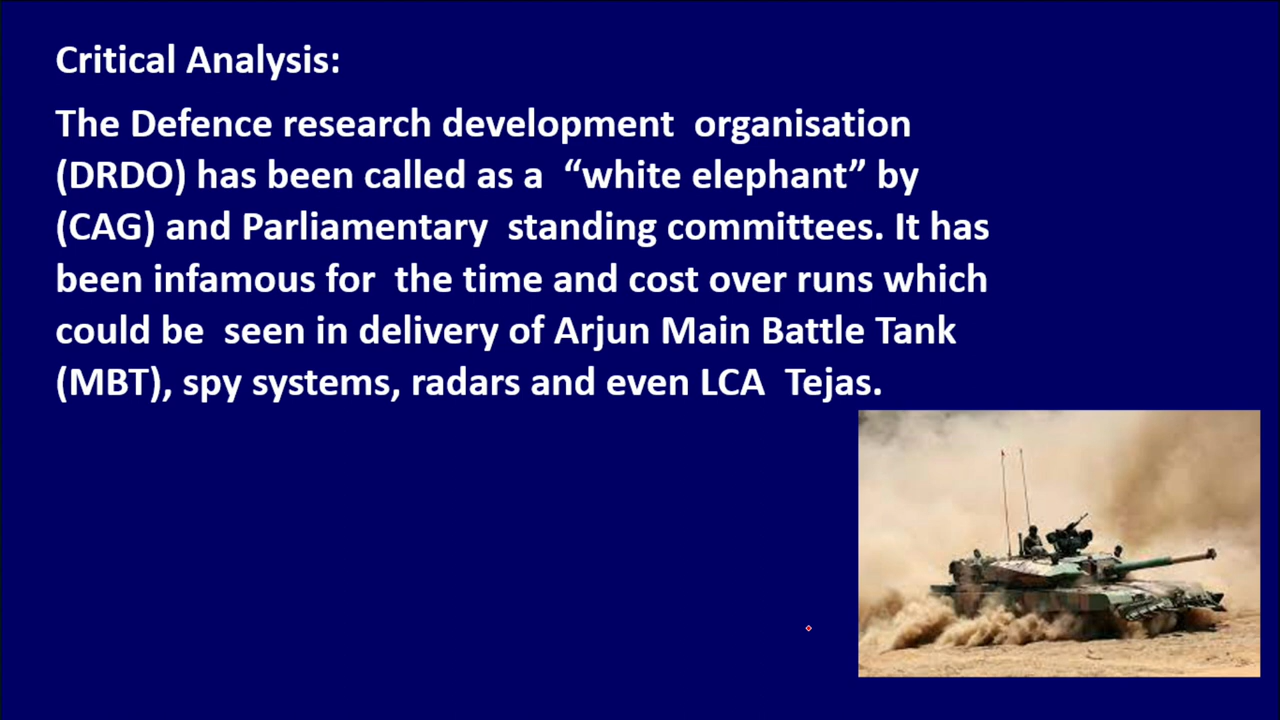 Critical Analysis:
The Defence research development  organisation
(DRDO) has been called as a  “white elephant” by
(CAG) and Parliamentary  standing committees. It has
been infamous for  the time and cost over runs which
could be  seen in delivery of Arjun Main Battle Tank
(MBT), spy systems, radars and even LCA  Tejas.